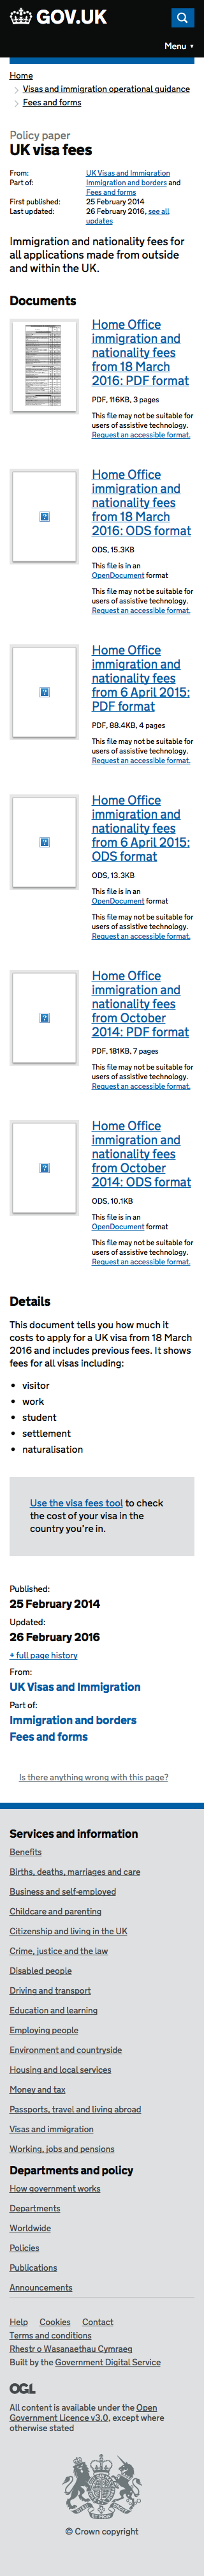 GOV.UK
Menu ▼
Home
Visas and immigration operational guidance
Fees and forms
Policy paper
UK visa fees
From: UK Visas and Immigration
Part of: Immigration and borders and
Fees and forms
First published: 25 February 2014
Last updated: 26 February 2016, see all
updates
Immigration and nationality fees for
all applications made from outside
and within the UK.
Documents
Home Office
immigration and
nationality fees
from 18 March
2016: PDF format
PDF, 116KB, 3 pages
This file may not be suitable for
users of assistive technology.
Request an accessible format.
Home Office
immigration and
nationality fees
from 18 March
2016: ODS format
ODS, 15.3KB
This file is in an
OpenDocument format
This file may not be suitable for
users of assistive technology.
Request an accessible format.
Home Office
immigration and
nationality fees
from 6 April 2015:
PDF format
PDF, 88.4KB, 4 pages
This file may not be suitable for
users of assistive technology.
Request an accessible format.
Home Office
immigration and
nationality fees
from 6 April 2015:
ODS format
ODS, 13.3KB
This file is in an
OpenDocument format
This file may not be suitable for
users of assistive technology.
Request an accessible format.
Home Office
immigration and
nationality fees
from October
2014: PDF format
PDF, 181KB, 7 pages
This file may not be suitable for
users of assistive technology.
Request an accessible format.
Home Office
immigration and
nationality fees
from October
2014: ODS format
ODS, 10.1KB
This file is in an
OpenDocument format
This file may not be suitable for
users of assistive technology.
Request an accessible format.
Details
This document tells you how much it
costs to apply for a UK visa from 18 March
2016 and includes previous fees. It shows
fees for all visas including:
• visitor
• work
• student
• settlement
• naturalisation
Use the visa fees tool to check
the cost of your visa in the
country you're in.
Published:
25 February 2014
Updated:
26 February 2016
+ full page history
From:
UK Visas and Immigration
Part of:
Immigration and borders
Fees and forms
Is there anything wrong with this page?
Services and information
Benefits
Births, deaths, marriages and care
Business and self-employed
Childcare and parenting
Citizenship and living in the UK
Crime, justice and the law
Disabled people
Driving and transport
Education and learning
Employing people
Environment and countryside
Housing and local services
Money and tax
Passports, travel and living abroad
Visas and immigration
Working, jobs and pensions
Departments and policy
How government works
Departments
Worldwide
Policies
Publications
Announcements
Help Cookies Contact
Terms and conditions
Rhestr o Wasanaethau Cymraeg
Built by the Government Digital Service
OGL
All content is available under the Open
Government Licence v3.0, except where
otherwise stated
© Crown copyright